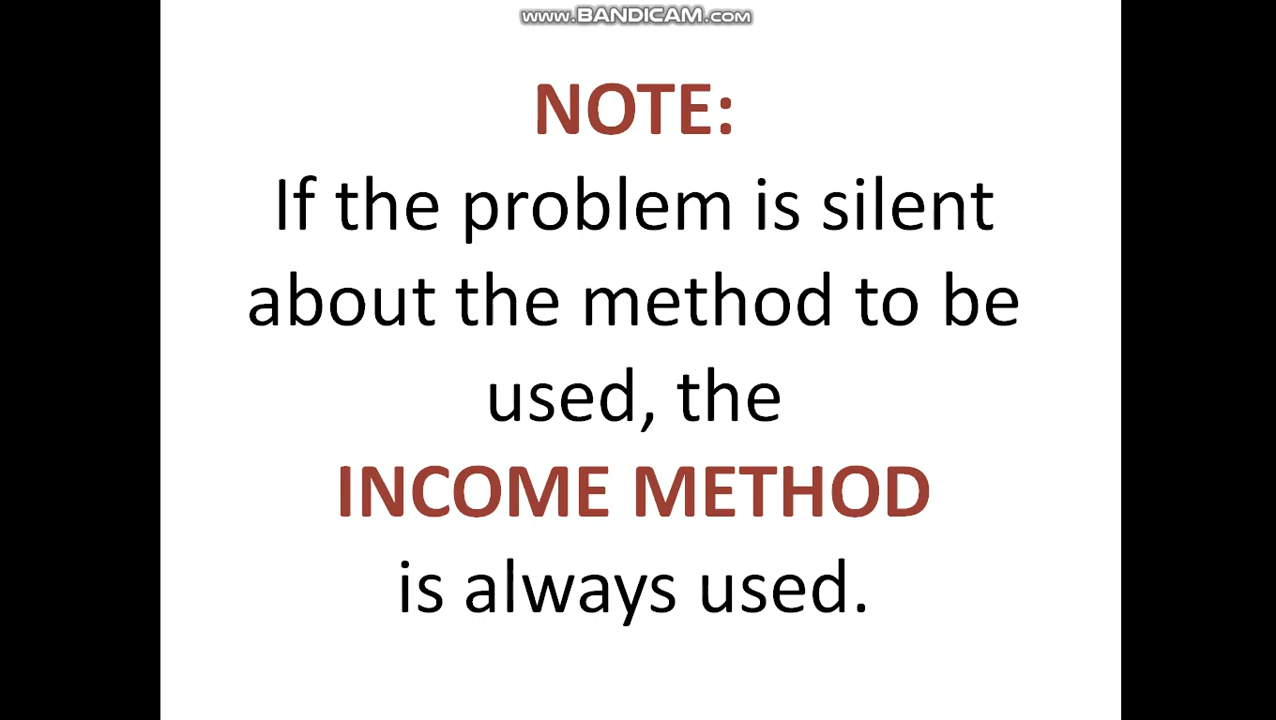 www.BANDICAM.com
NOTE:
If the problem is silent
about the method to be
used, the
INCOME METHOD
is always used.